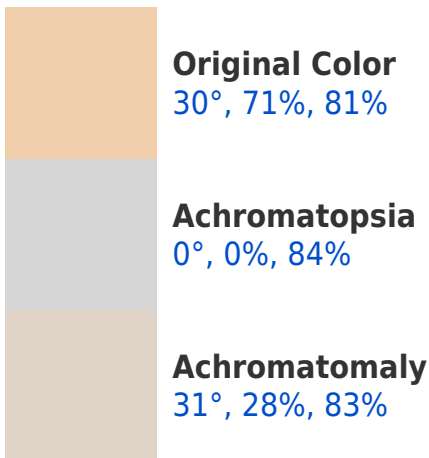 Original Color
30°, 71%, 81%
Achromatopsia
0°, 0%, 84%
Achromatomaly
31°, 28%, 83%